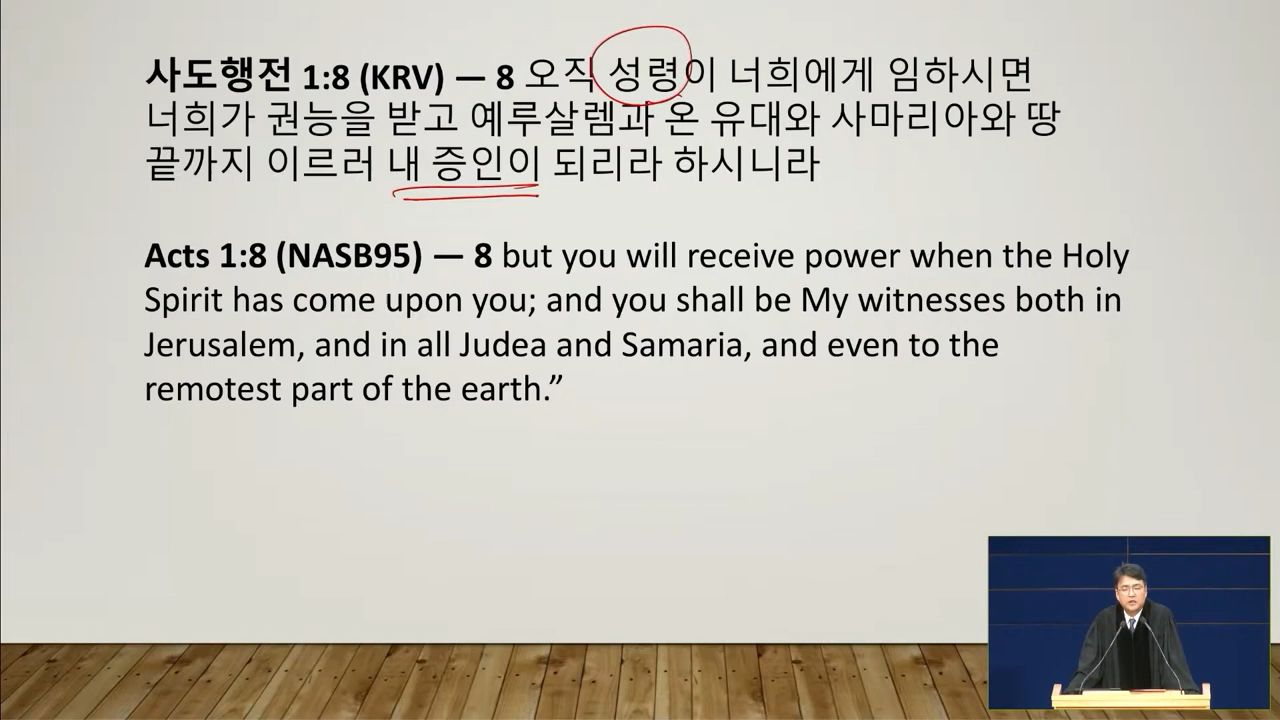 사도행전 1:8 (KRV) — 8 오직 성령이 너희에게 임하시면
너희가 권능을 받고 예루살렘과 온 유대와 사마리아와 땅
끝까지 이르러 내 증인이 되리라 하시니라
Acts 1:8 (NASB95) — 8 but you will receive power when the Holy
Spirit has come upon you; and you shall be My witnesses both in
Jerusalem, and in all Judea and Samaria, and even to the
remotest part of the earth.”